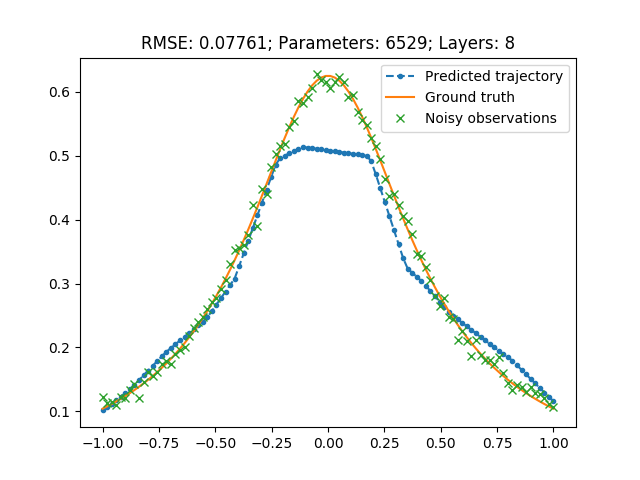 RMSE: 0.07761; Parameters: 6529; Layers: 8
Predicted trajectory
Ground truth
Noisy observations
0.6
0.5
0.4
0.3
0.2
0.1
−1.00 −0.75 −0.50 −0.25 0.00 0.25 0.50 0.75 1.00